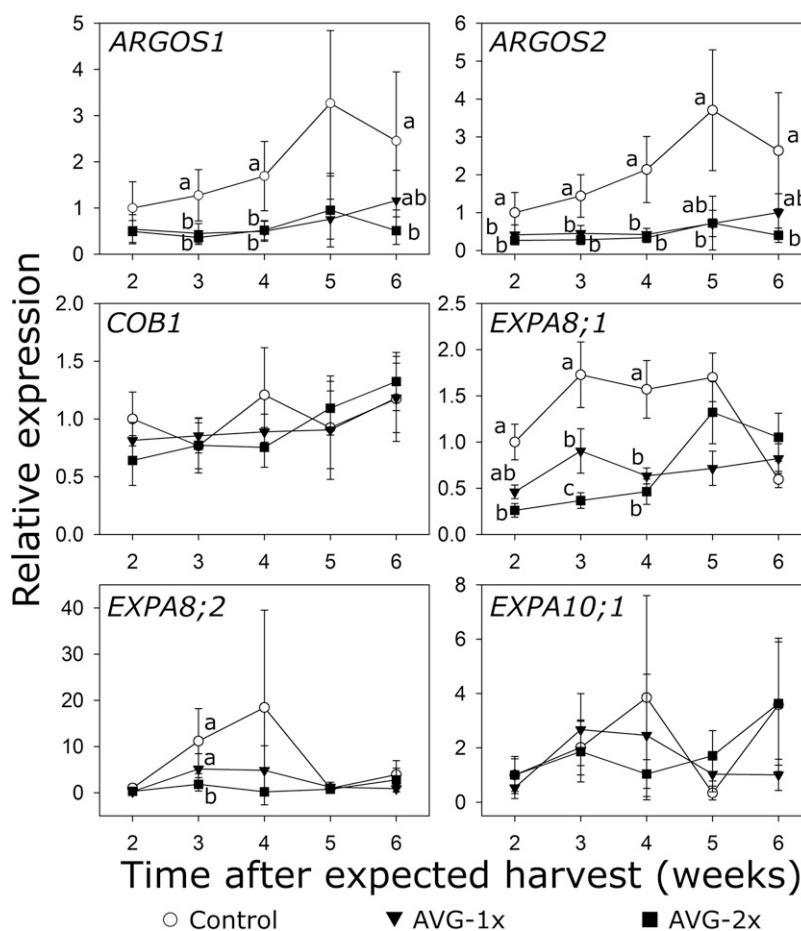 ARGOS1
5
4
3
2
1
0
a
a
a
b
b
b
b
ab
b
2 3 4 5 6
ARGOS2
6
5
4
3
2
1
0
a
a
a
a
a
b
b
b
b
b
b
ab
ab
b
2 3 4 5 6
COB1
2.0
1.5
1.0
0.5
0.0
2 3 4 5 6
EXPA8;1
2.5
2.0
1.5
1.0
0.5
0.0
a
a
a
ab
b
b
b
c
b
2 3 4 5 6
EXPA8;2
40
30
20
10
0
a
a
b
2 3 4 5 6
EXPA10;1
8
6
4
2
0
2 3 4 5 6
Relative expression
Time after expected harvest (weeks)
Control AVG-1x AVG-2x